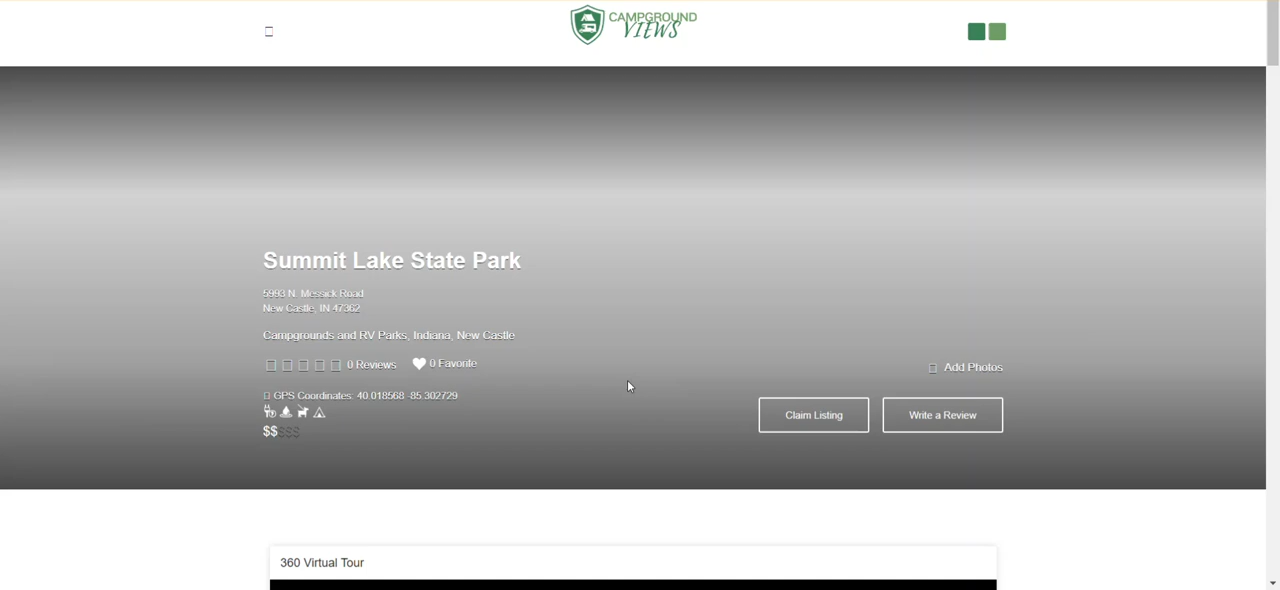 CAMPGROUND
VIEWS
Summit Lake State Park
5993 N. Messick Road
New Castle, IN 47362
Campgrounds and RV Parks, Indiana, New Castle
0 Reviews 0 Favorite
Add Photos
GPS Coordinates: 40.018568 -85.302729
Claim Listing Write a Review
$$$$$
360 Virtual Tour